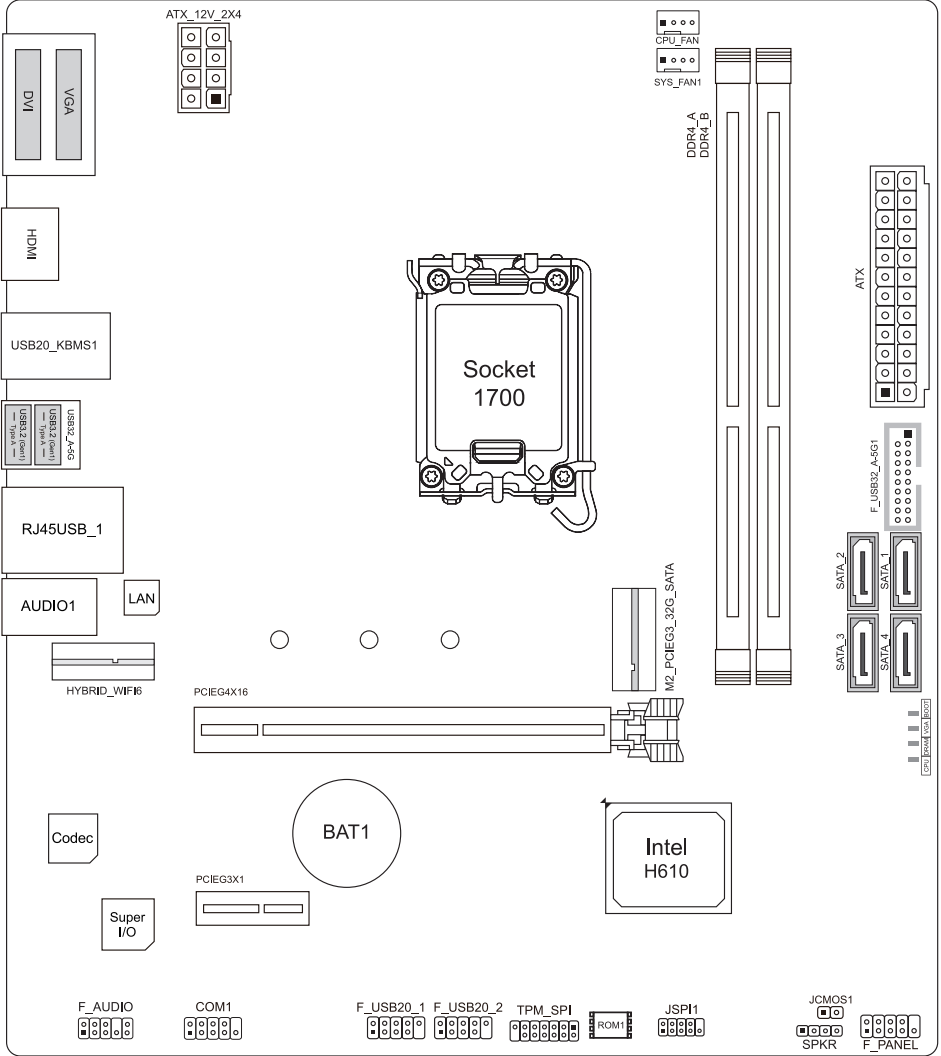 ATX_12V_2X4
CPU_FAN
SYS_FAN1
DVI
VGA
DDR4_A
DDR4_B
HDMI
ATX
USB20_KBMS1
Socket
1700
USB32_A-5G
USB3.2 (Gen1)
Type A
USB3.2 (Gen1)
Type A
F_USB32_A-5G1
RJ45USB_1
SATA_2
SATA_1
AUDIO1
LAN
M2_PCIEG3_32G_SATA
SATA_3
SATA_4
HYBRID_WIFI6
PCIEG4X16
CPU DRAM VGA BOOT
Codec
BAT1
Intel
H610
PCIEG3X1
Super
I/O
F_AUDIO
COM1
F_USB20_1
F_USB20_2
TPM_SPI
ROM1
JSPI1
JCMOS1
SPKR
F_PANEL